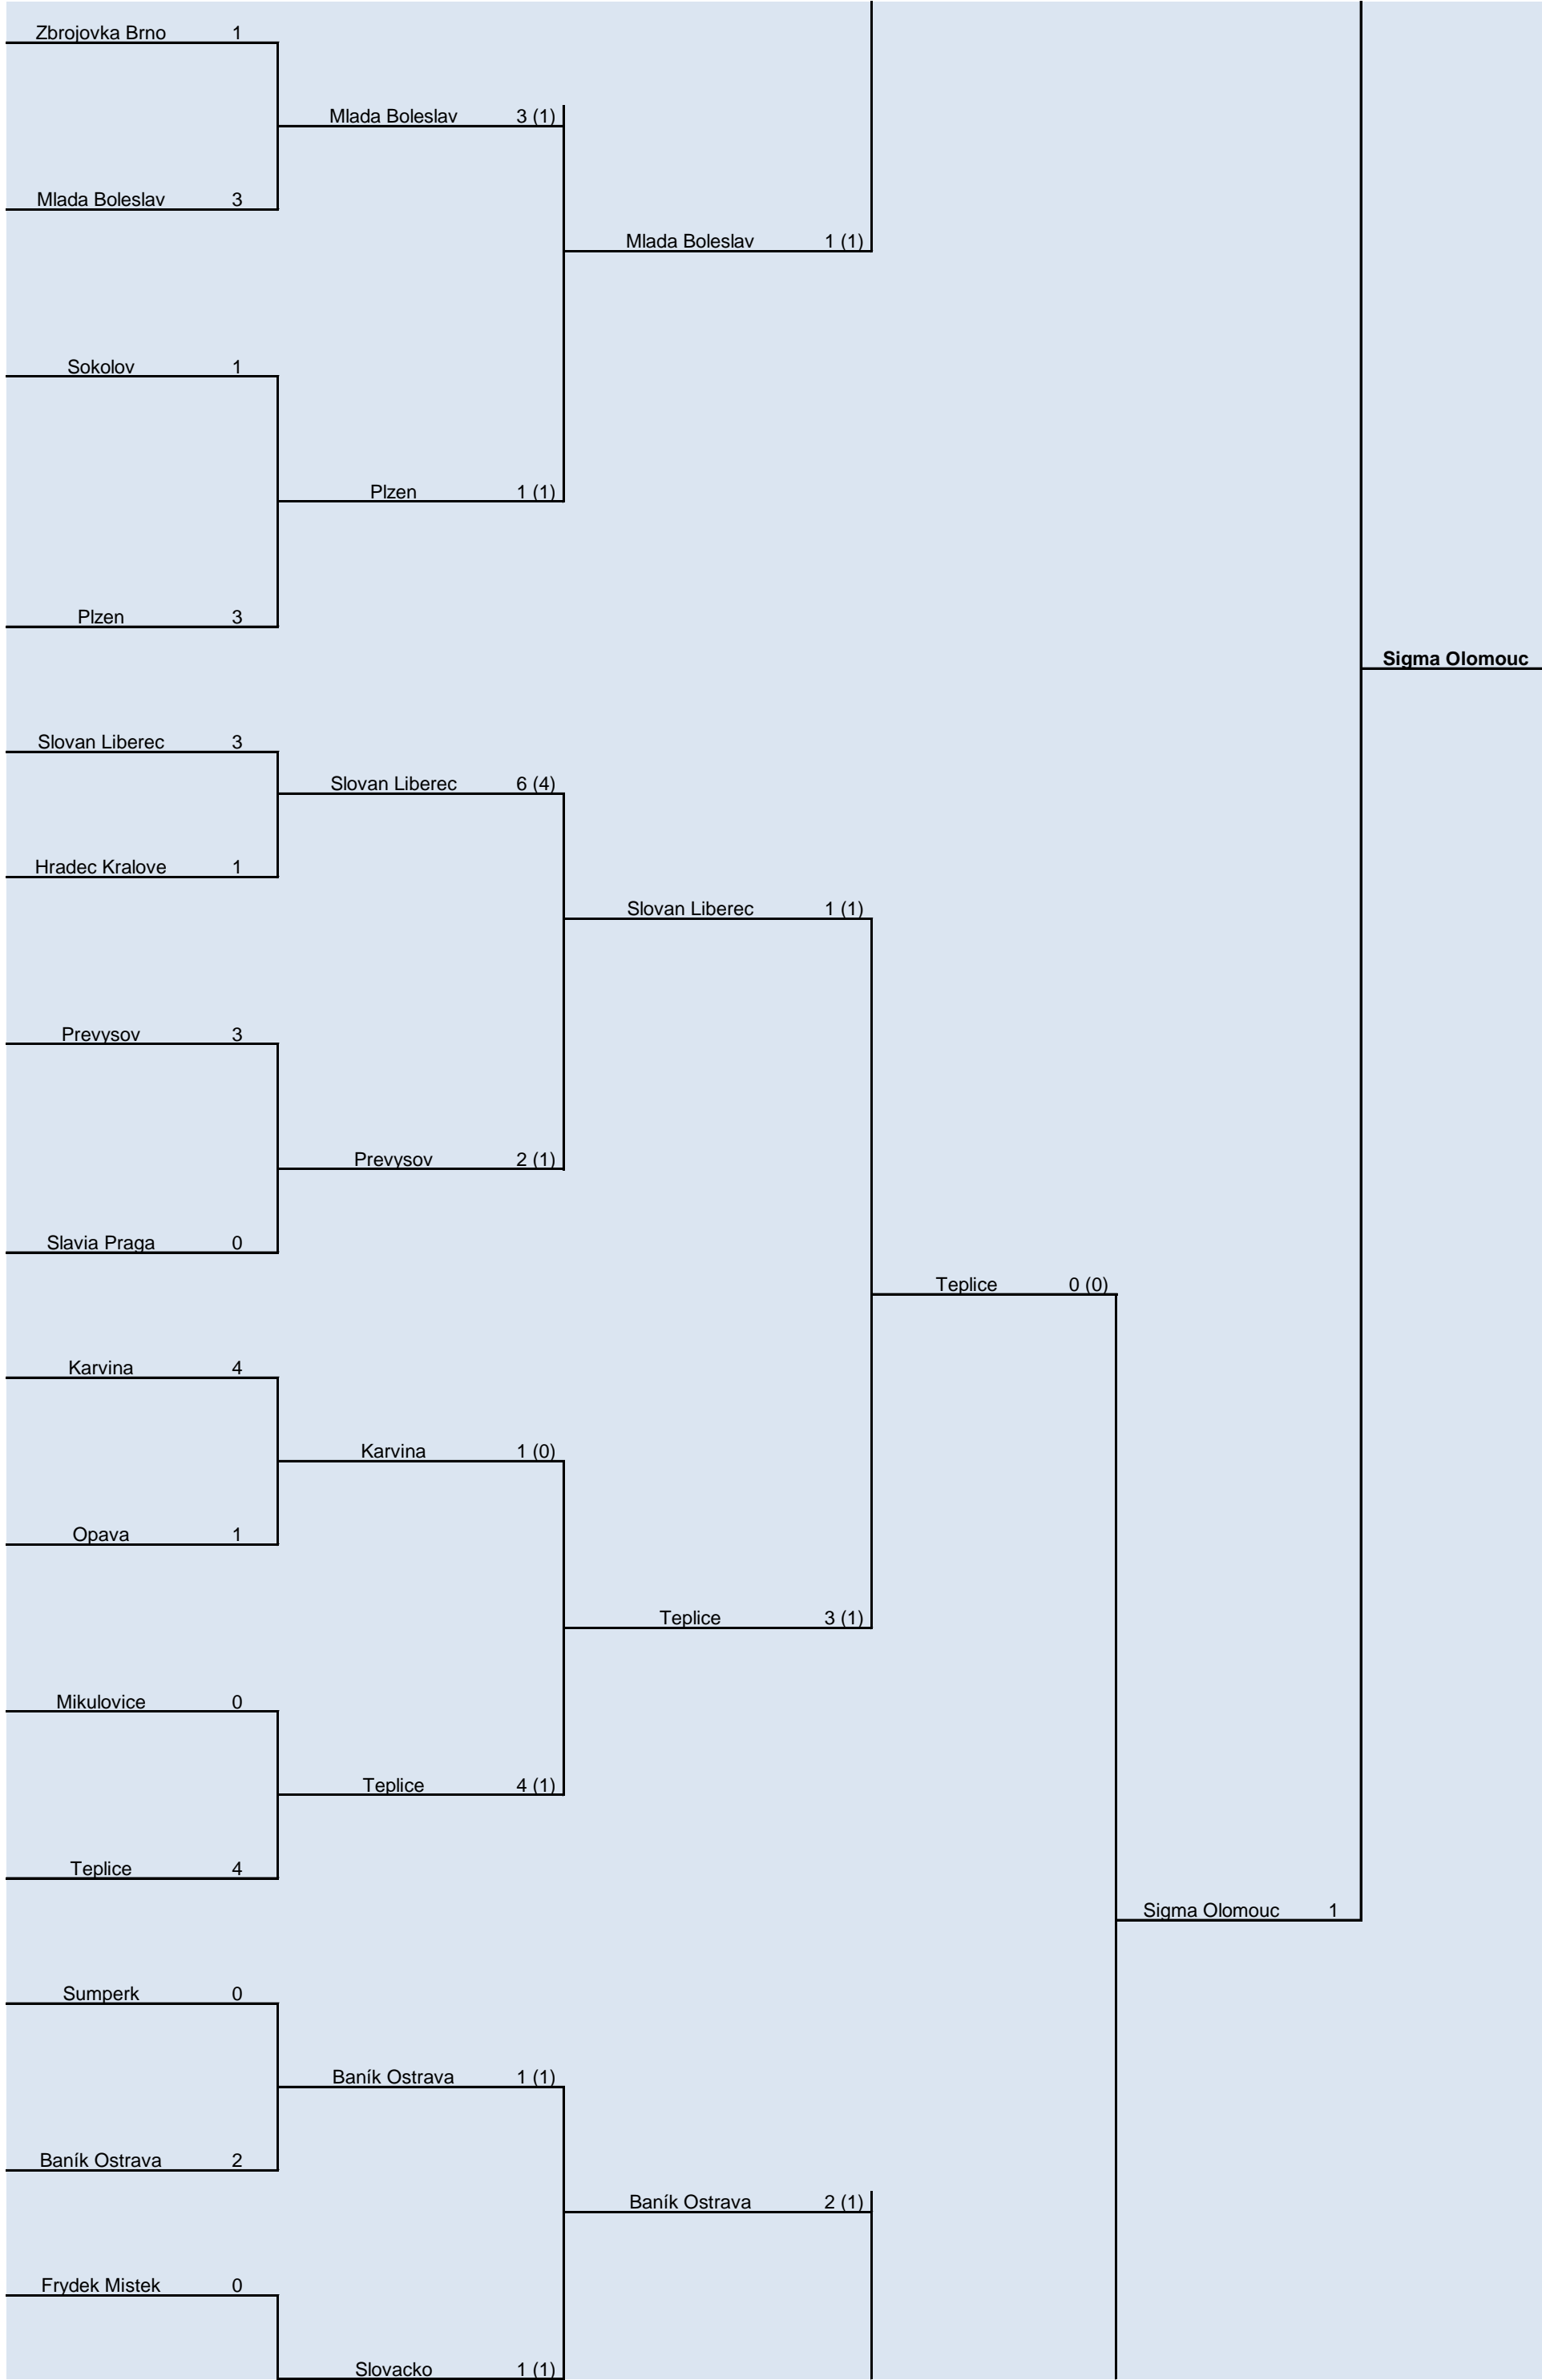 Zbrojovka Brno 1
Mlada Boleslav 3 (1)
Mlada Boleslav 3
Mlada Boleslav 1 (1)
Sokolov 1
Plzen 1 (1)
Plzen 3
Sigma Olomouc
Slovan Liberec 3
Slovan Liberec 6 (4)
Hradec Kralove 1
Slovan Liberec 1 (1)
Prevysov 3
Prevysov 2 (1)
Slavia Praga 0
Teplice 0 (0)
Karvina 4
Karvina 1 (0)
Opava 1
Teplice 3 (1)
Mikulovice 0
Teplice 4 (1)
Teplice 4
Sigma Olomouc 1
Sumperk 0
Baník Ostrava 1 (1)
Baník Ostrava 2
Baník Ostrava 2 (1)
Frydek Mistek 0
Slovacko 1 (1)